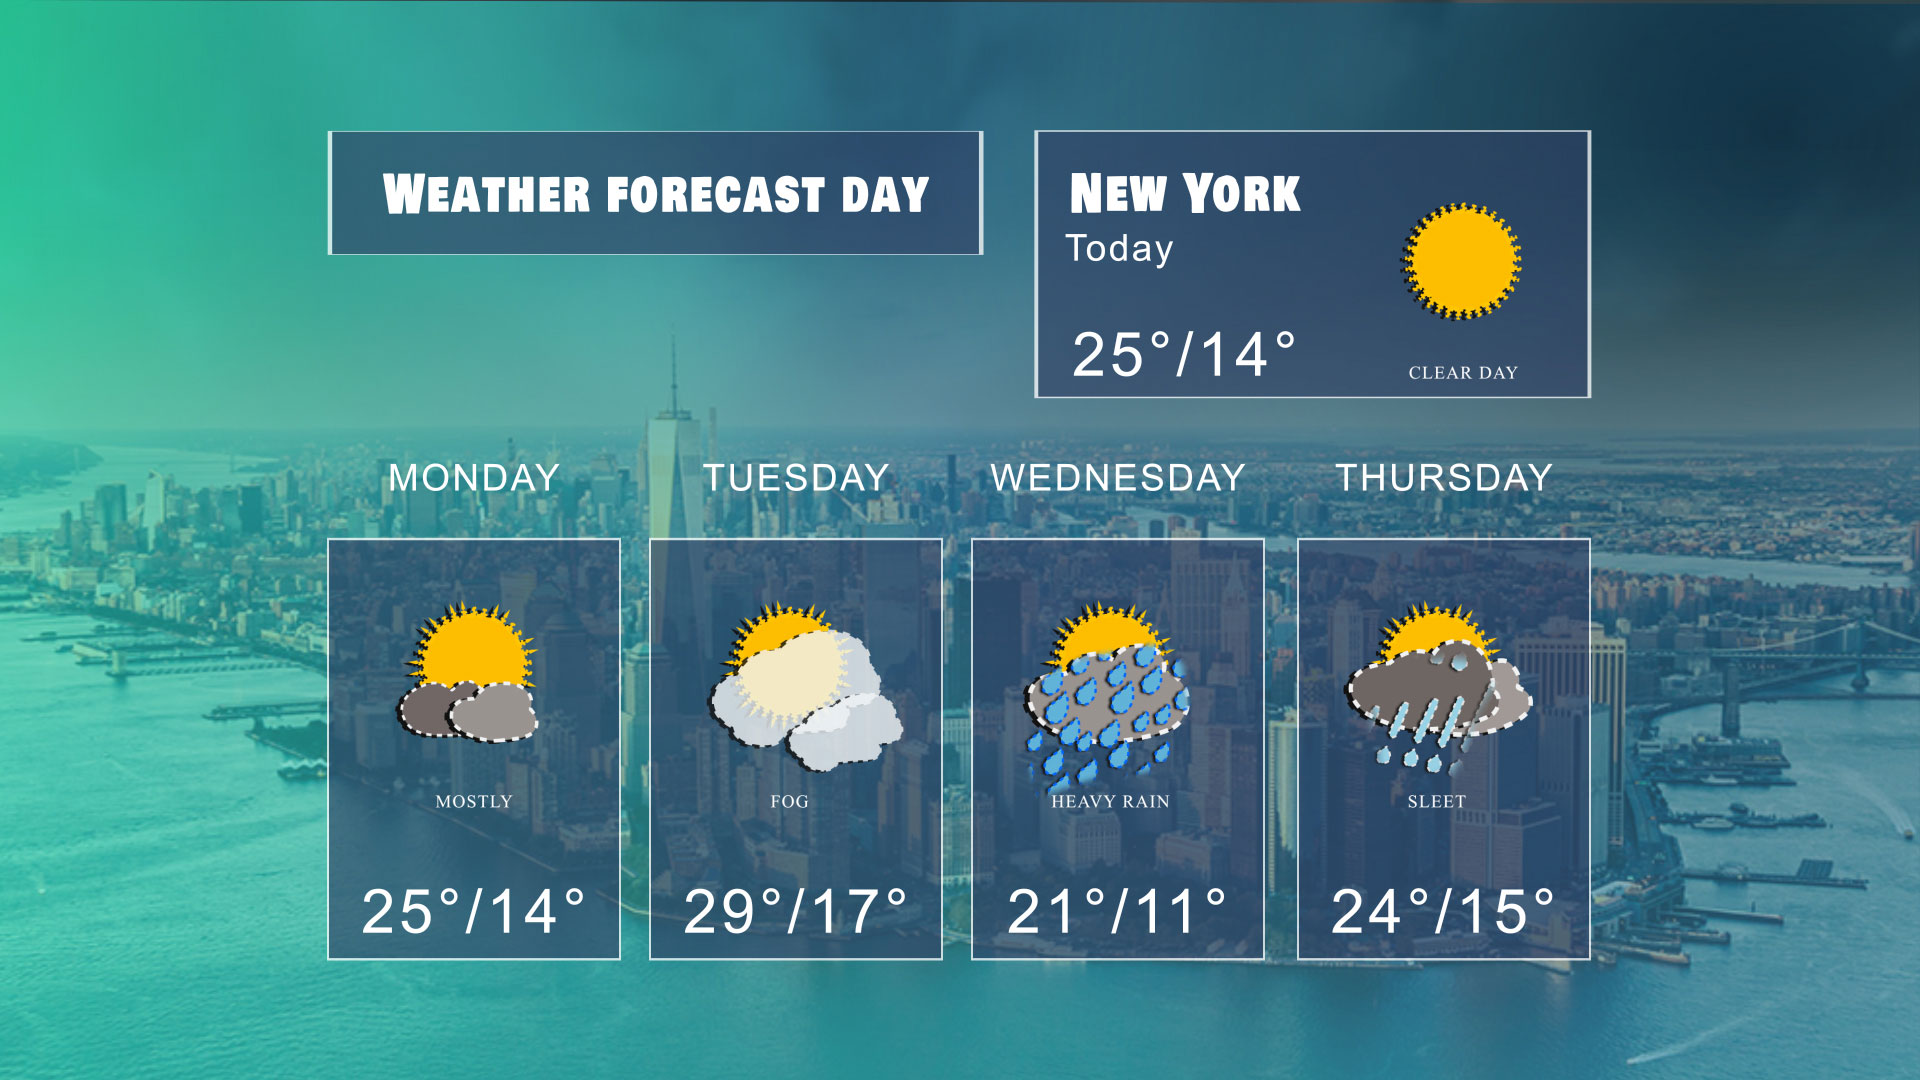 Weather forecast day
New York
Today
25°/14°
CLEAR DAY
MONDAY
TUESDAY
WEDNESDAY
THURSDAY
MOSTLY
FOG
HEAVY RAIN
SLEET
25°/14°
29°/17°
21°/11°
24°/15°